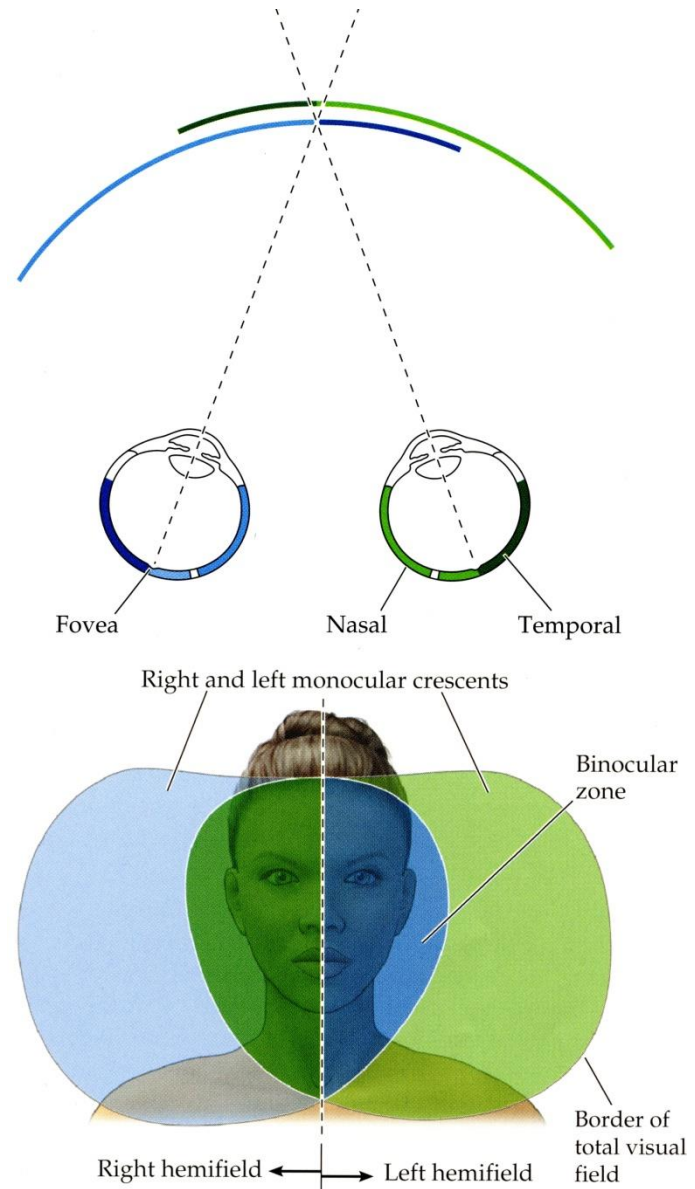 Fovea
Nasal
Temporal
Right and left monocular crescents
Binocular
zone
Border of
total visual
field
Right hemifield
Left hemifield